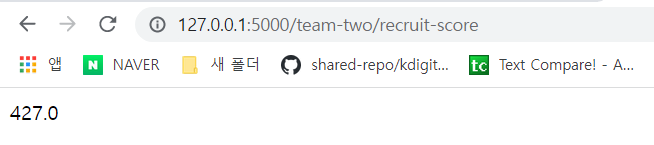 127.0.0.1:5000/team-two/recruit-score
앱 N NAVER 새 폴더 shared-repo/kdigit... tc Text Compare! - A...
427.0